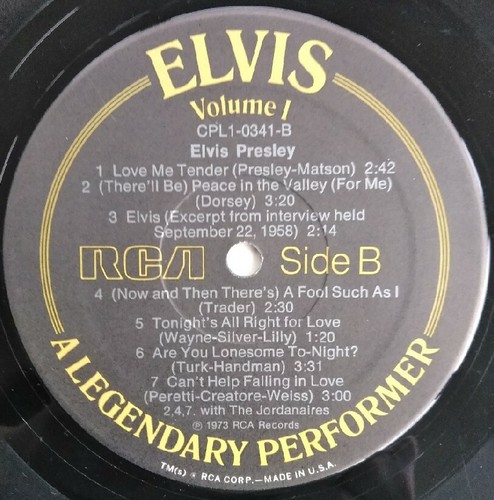 ELVIS
Volume 1
CPL1-0341-B
Elvis Presley
1 Love Me Tender (Presley-Matson) 2:42
2 (There'll Be) Peace in the Valley (For Me)
(Dorsey) 3:20
3 Elvis (Excerpt from interview held
September 22, 1958) 2:14
RCA Side B
4 (Now and Then There's) A Fool Such As I
(Trader) 2:30
5 Tonight's All Right for Love
(Wayne-Silver-Lilly) 1:20
6 Are You Lonesome To-Night?
(Turk-Handman) 3:31
7 Can't Help Falling in Love
(Peretti-Creatore-Weiss) 3:00
2,4,7. with The Jordanaires
℗ 1973 RCA Records
A LEGENDARY PERFORMER
TM(s) ® RCA CORP.—MADE IN U.S.A.